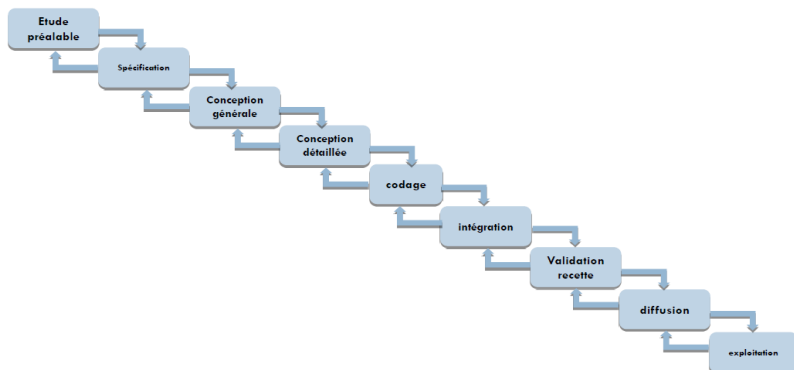 Etude
préalable
Spécification
Conception
générale
Conception
détaillée
codage
intégration
Validation
recette
diffusion
exploitation